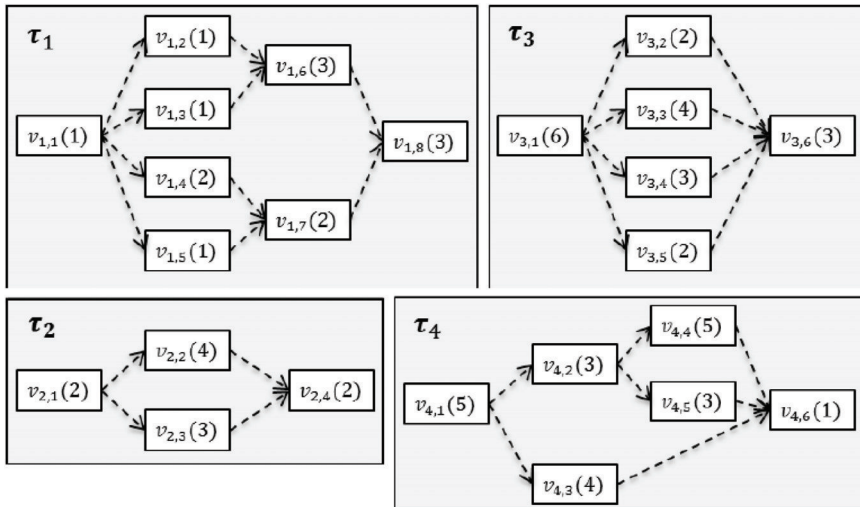 τ₁
v₁,₂(1)
v₁,₆(3)
v₁,₃(1)
v₁,₁(1)
v₁,₈(3)
v₁,₄(2)
v₁,₇(2)
v₁,₅(1)
τ₃
v₃,₂(2)
v₃,₃(4)
v₃,₁(6)
v₃,₆(3)
v₃,₄(3)
v₃,₅(2)
τ₂
v₂,₂(4)
v₂,₁(2)
v₂,₄(2)
v₂,₃(3)
τ₄
v₄,₄(5)
v₄,₂(3)
v₄,₁(5)
v₄,₅(3)
v₄,₆(1)
v₄,₃(4)